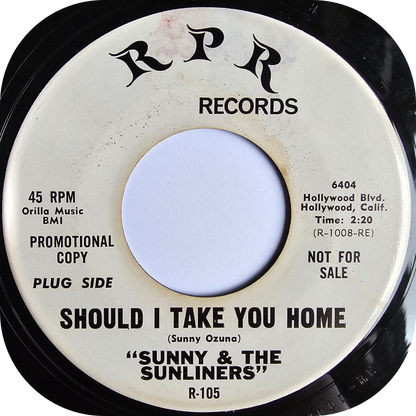 RPR
RECORDS
45 RPM
Orilla Music
BMI
PROMOTIONAL
COPY
PLUG SIDE
6404
Hollywood Blvd.
Hollywood, Calif.
Time: 2:20
(R-1008-RE)
NOT FOR
SALE
SHOULD I TAKE YOU HOME
(Sunny Ozuna)
"SUNNY & THE
SUNLINERS"
R-105